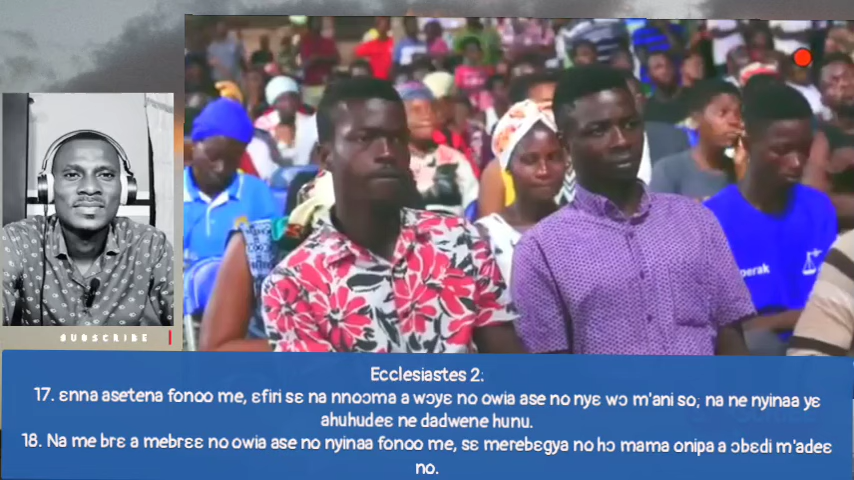 SUBSCRIBE
perak
Ecclesiastes 2:
17. ɛnna asetena fonoo me, ɛfiri sɛ na nnoɔma a wɔyɛ no owia ase no nyɛ wɔ m'ani so; na ne nyinaa yɛ
ahuhudeɛ ne dadwene hunu.
18. Na me brɛ a mebrɛɛ no owia ase no nyinaa fonoo me, sɛ merebɛgya no hɔ mama onipa a ɔbɛdi m'adeɛ
no.